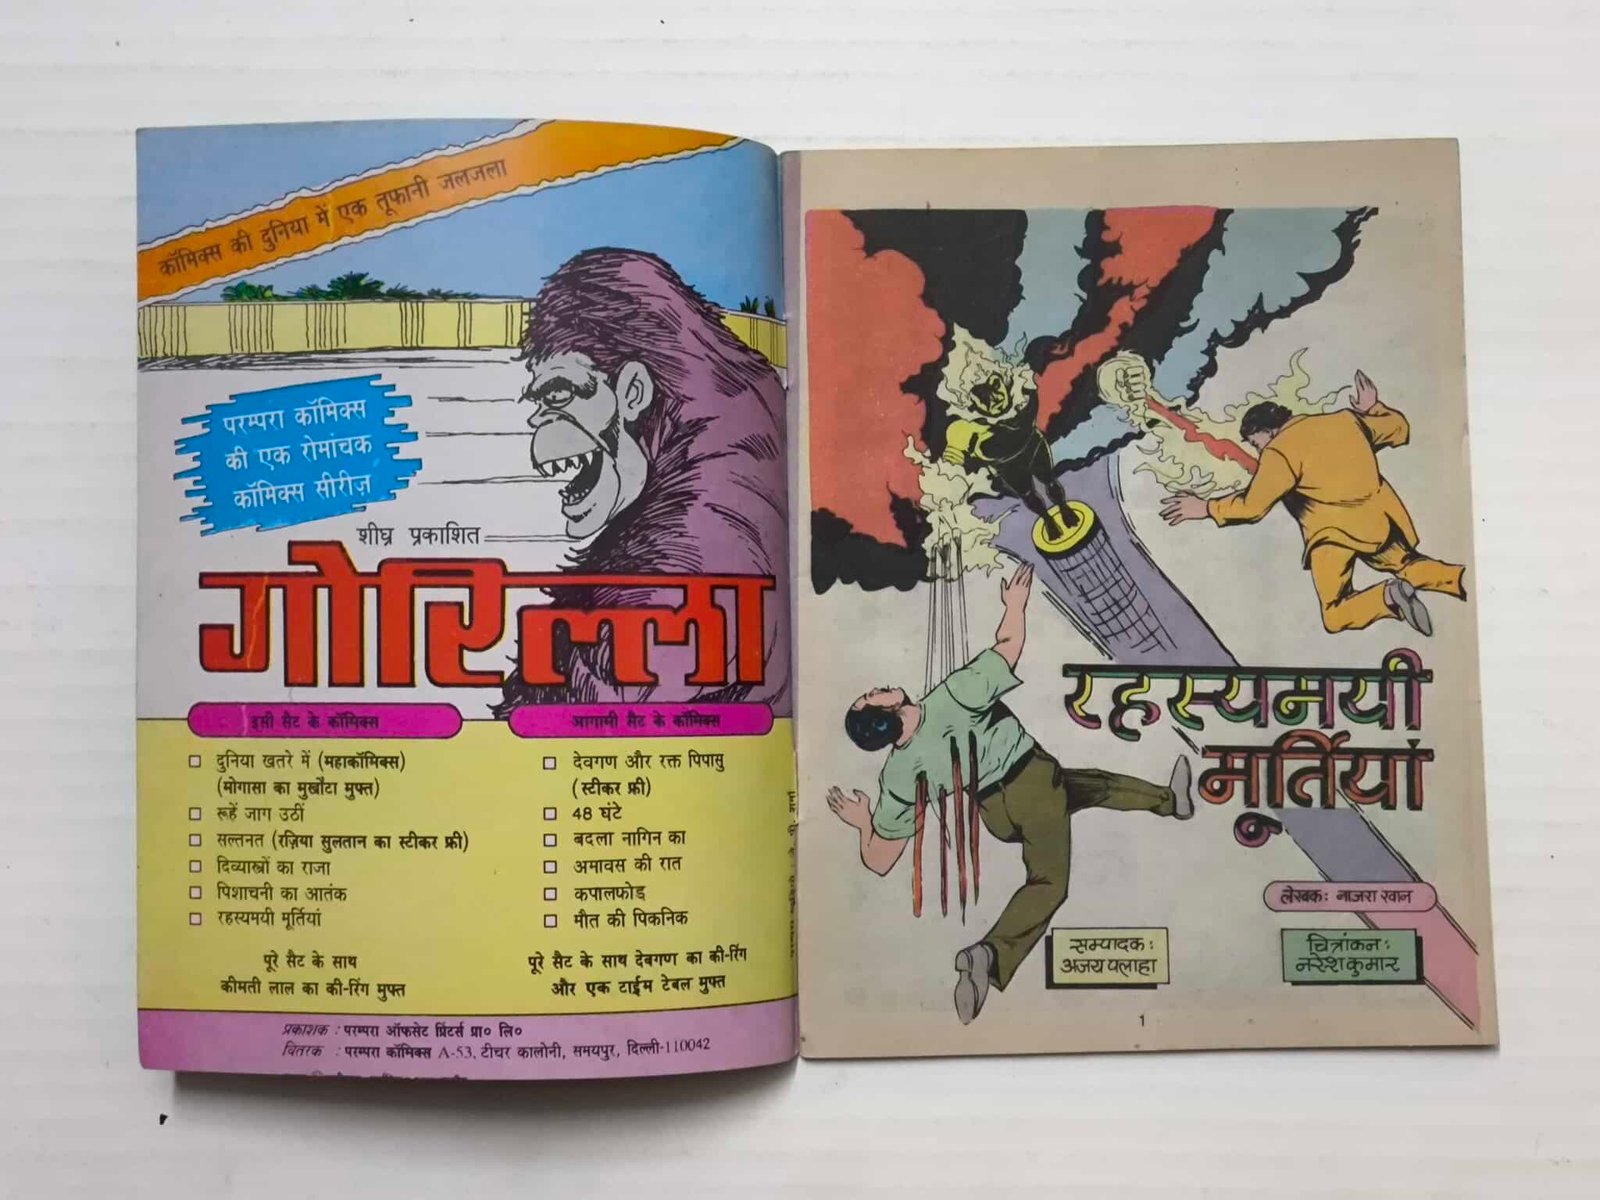 कॉमिक्स की दुनिया में एक तूफानी जलजला
परम्परा कॉमिक्स
की एक रोमांचक
कॉमिक्स सीरीज़
शीघ्र प्रकाशित
गोरिल्ला
इसी सैट के कॉमिक्स
दुनिया खतरे में (महाकॉमिक्स)
(मोगासा का मुखौटा मुफ्त)
रूहें जाग उठीं
सल्तनत (रज़िया सुलतान का स्टीकर फ्री)
दिव्यास्त्रों का राजा
पिशाचनी का आतंक
रहस्यमयी मूर्तियां
पूरे सैट के साथ
कीमती लाल का की-रिंग मुफ्त
आगामी सैट के कॉमिक्स
देवगण और रक्त पिपासु
(स्टीकर फ्री)
48 घंटे
बदला नागिन का
अमावस की रात
कपालफोड़
मौत की पिकनिक
पूरे सैट के साथ देवगण का की-रिंग
और एक टाईम टेबल मुफ्त
प्रकाशक : परम्परा ऑफसेट प्रिंटर्स प्रा० लि०
वितरक : परम्परा कॉमिक्स A-53, टीचर कालोनी, समयपुर, दिल्ली-110042
रहस्यमयी
मूर्तियां
लेखक: नाजरा खान
सम्पादक:
अजय पलाहा
चित्रांकन:
नरेश कुमार
1